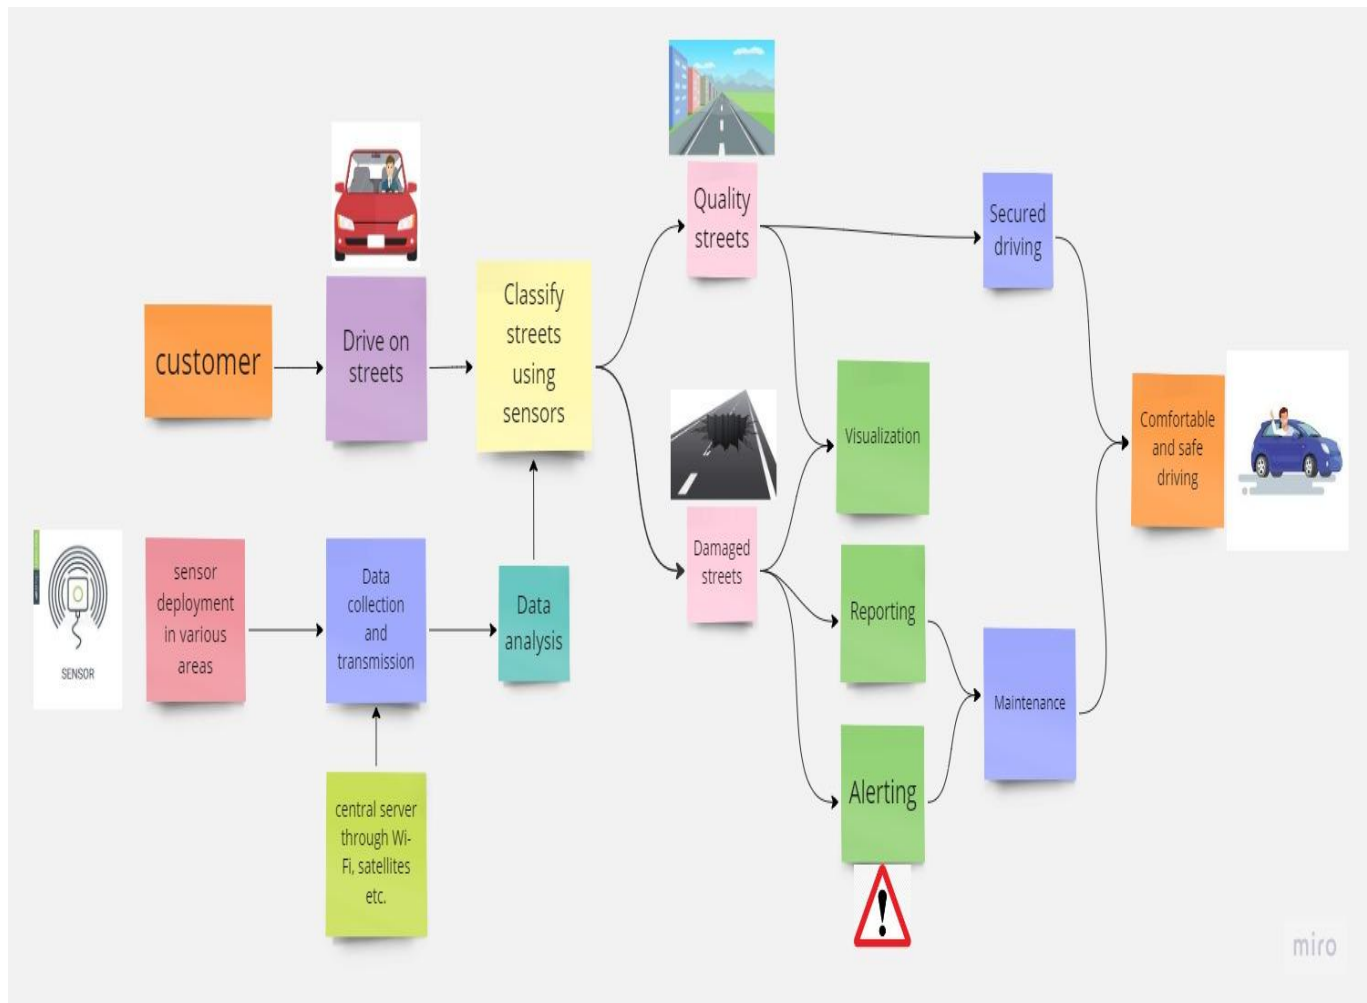 customer
Drive on
streets
Classify
streets
using
sensors
Quality
streets
Damaged
streets
Secured
driving
Visualization
Reporting
Alerting
Maintenance
Comfortable
and safe
driving
SENSOR
sensor
deployment
in various
areas
Data
collection
and
transmission
Data
analysis
central server
through Wi-
Fi, satellites
etc.
miro